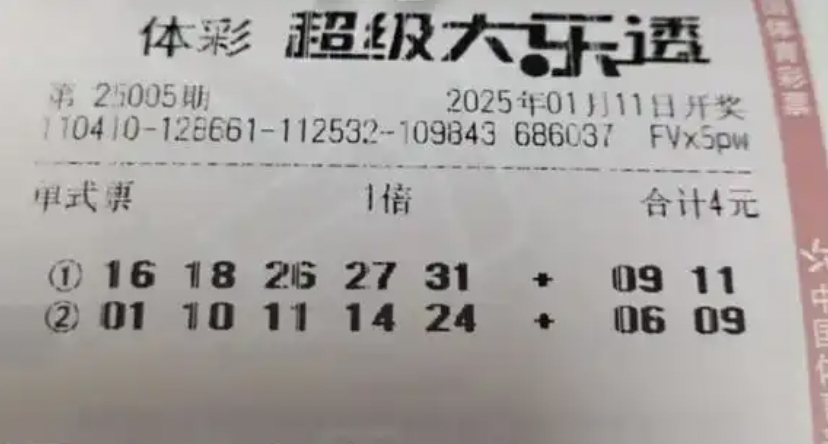 体彩 超级大乐透
第 25005期 2025年01月11日开奖
110410-128661-112532-109843 686037 FVx5pw
单式票 1倍 合计4元
① 16 18 26 27 31 + 09 11
② 01 10 11 14 24 + 06 09
国体育彩票
中国体育